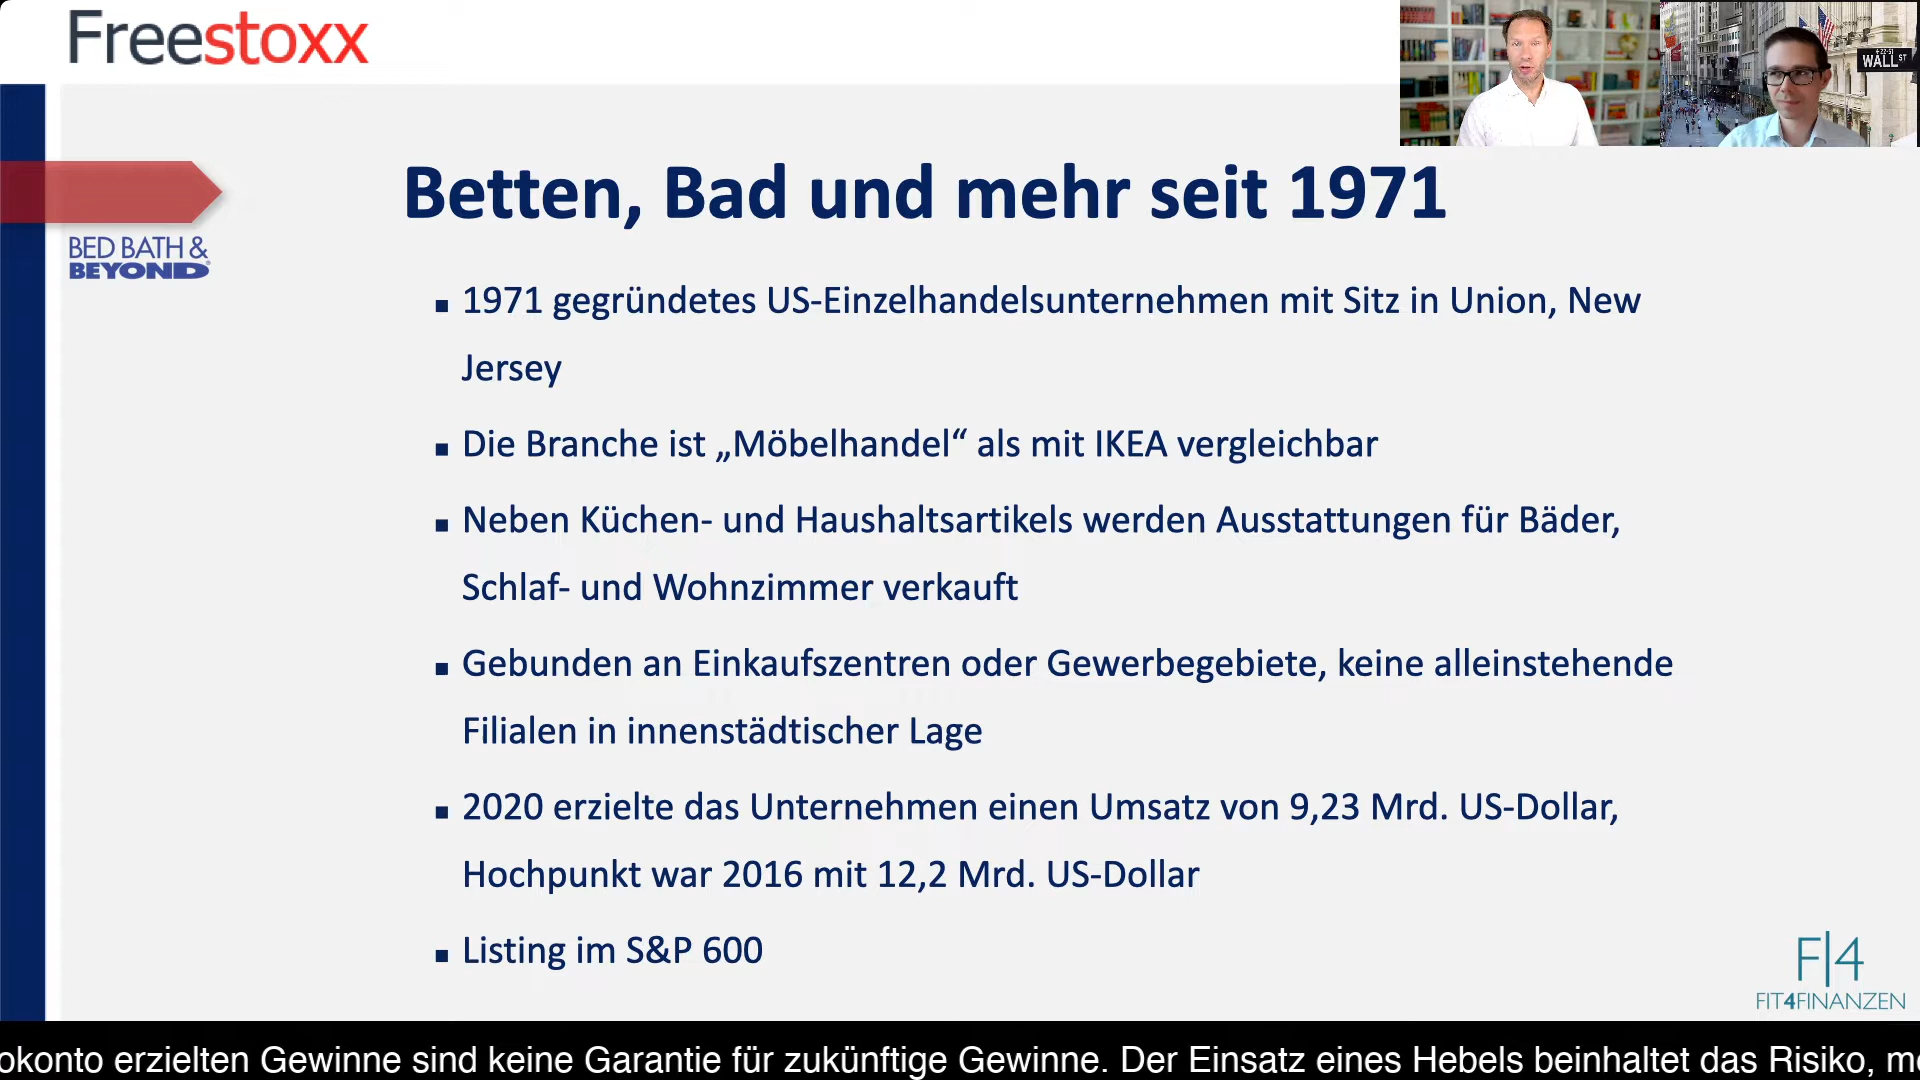 Freestoxx
WALL ST
BED BATH &
BEYOND
Betten, Bad und mehr seit 1971
1971 gegründetes US-Einzelhandelsunternehmen mit Sitz in Union, New
Jersey
Die Branche ist „Möbelhandel“ als mit IKEA vergleichbar
Neben Küchen- und Haushaltsartikels werden Ausstattungen für Bäder,
Schlaf- und Wohnzimmer verkauft
Gebunden an Einkaufszentren oder Gewerbegebiete, keine alleinstehende
Filialen in innenstädtischer Lage
2020 erzielte das Unternehmen einen Umsatz von 9,23 Mrd. US-Dollar,
Hochpunkt war 2016 mit 12,2 Mrd. US-Dollar
Listing im S&P 600
F|4
FIT4FINANZEN
okonto erzielten Gewinne sind keine Garantie für zukünftige Gewinne. Der Einsatz eines Hebels beinhaltet das Risiko,